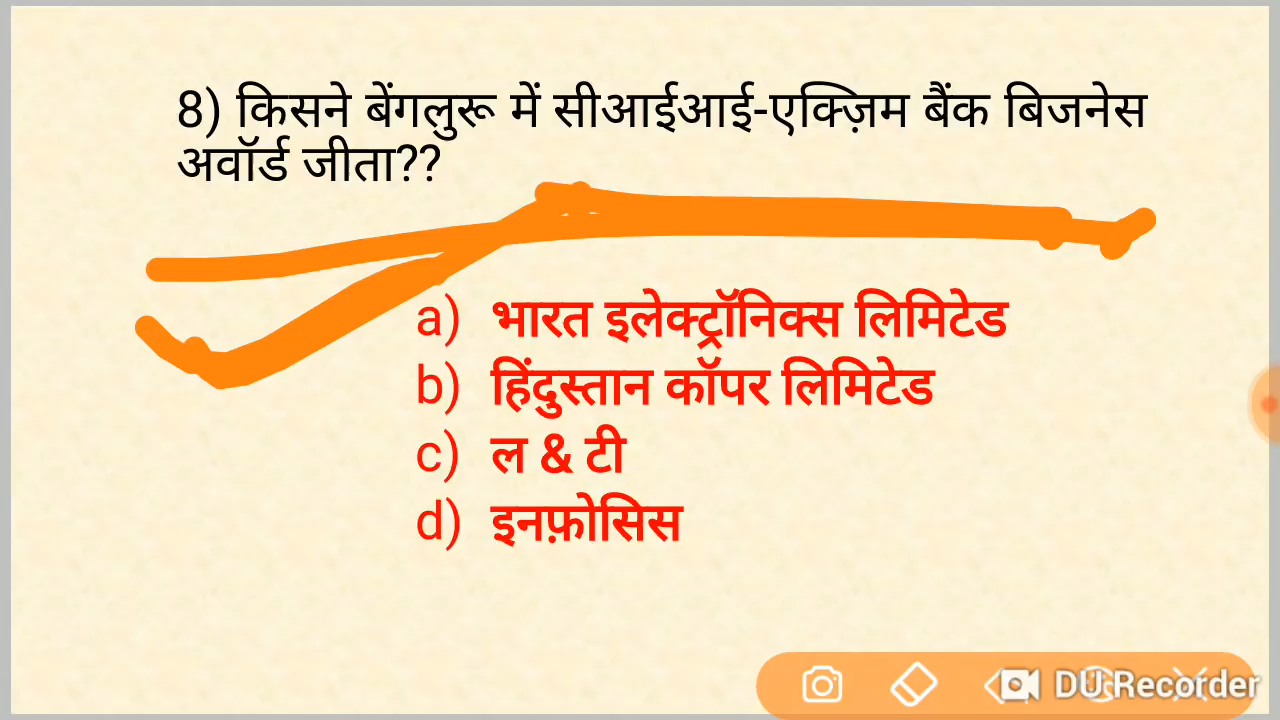 8) किसने बेंगलुरू में सीआईआई-एक्ज़िम बैंक बिजनेस
अवॉर्ड जीता??
a) भारत इलेक्ट्रॉनिक्स लिमिटेड
b) हिंदुस्तान कॉपर लिमिटेड
c) ल & टी
d) इनफ़ोसिस
DU Recorder